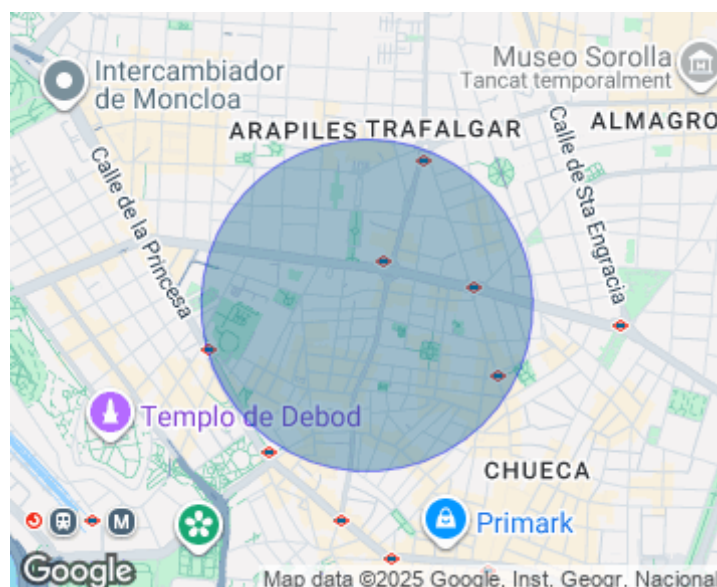 Museo Sorolla
Tancat temporalment
Intercambiador
de Moncloa
ARAPILES
TRAFALGAR
ALMAGRO
Calle de la Princesa
Calle de Sta Engracia
Templo de Debod
CHUECA
M
Primark
Google
Map data ©2025 Google, Inst. Geogr. Nacional